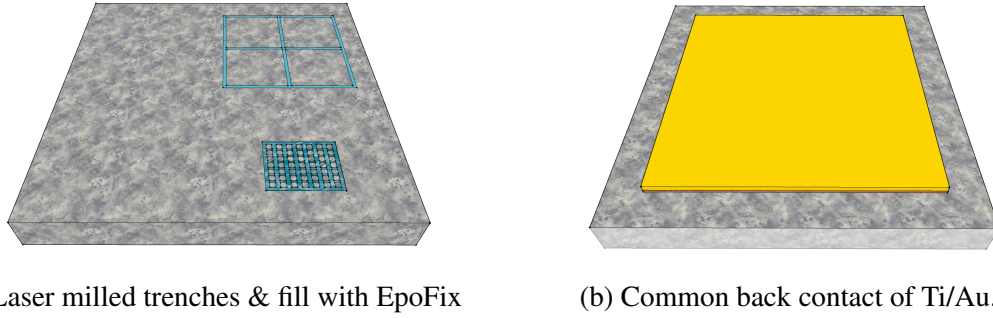 Laser milled trenches & fill with EpoFix
(b) Common back contact of Ti/Au.